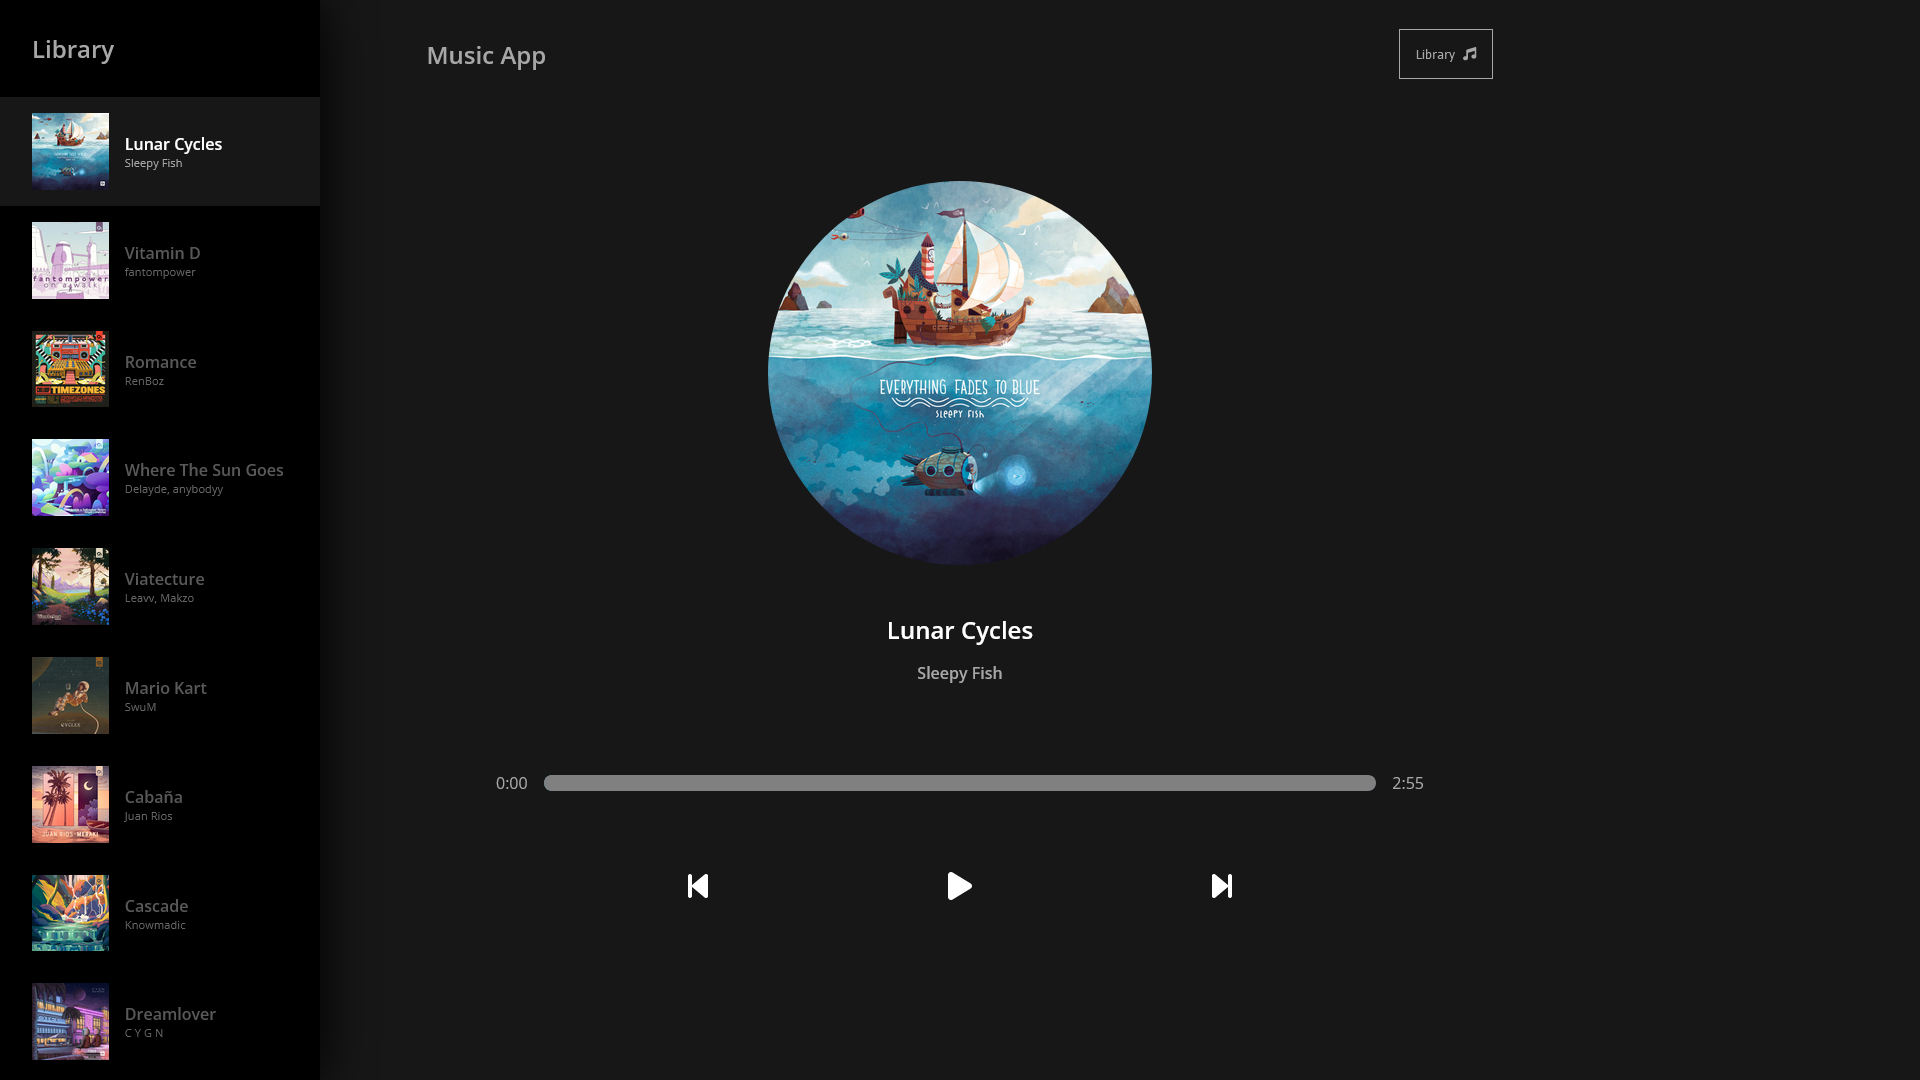 Library
Lunar Cycles
Sleepy Fish
Vitamin D
fantompower
fantompower
on a walk
Romance
RenBoz
TIMEZONES
Where The Sun Goes
Delayde, anybodyy
Viatecture
Leavv, Makzo
Mario Kart
SwuM
CYCLES
Cabaña
Juan Rios
JUAN RIOS-MERAKI
Cascade
Knowmadic
Dreamlover
C Y G N
Music App
Library
EVERYTHING FADES TO BLUE
sleepy fish
Lunar Cycles
Sleepy Fish
0:00
2:55